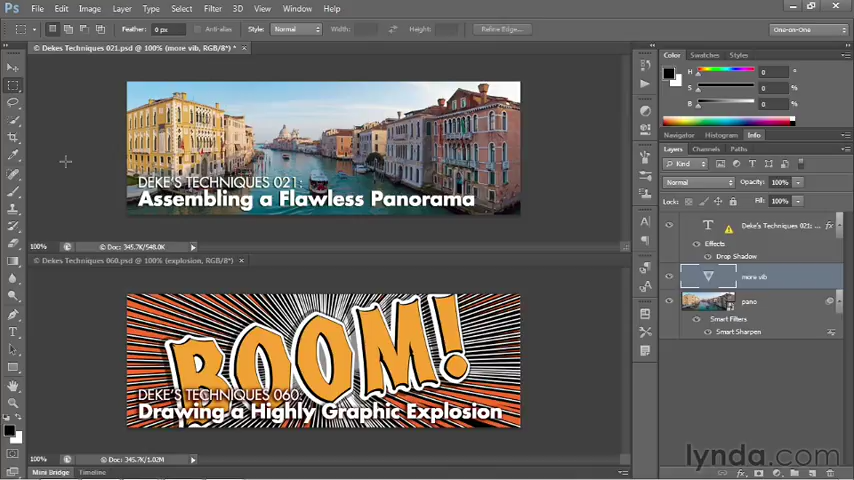 Ps File Edit Image Layer Type Select Filter 3D View Window Help
Feather: 0 px Anti-alias Style: Normal Width: Height: Refine Edge... One-on-One
© Dekes Techniques 021.psd @ 100% (more vib, RGB/8*) * ×
DEKE'S TECHNIQUES 021:
Assembling a Flawless Panorama
100% Doc: 345.7K/548.0K
© Dekes Techniques 060.psd @ 100% (explosion, RGB/8*) ×
BOOM!
DEKE'S TECHNIQUES 060:
Drawing a Highly Graphic Explosion
100% Doc: 345.7K/1.02M
Mini Bridge Timeline
Color Swatches Styles
H 0 °
S 0 %
B 0 %
Navigator Histogram Info
Layers Channels Paths
Kind
Normal Opacity: 100%
Lock: Fill: 100%
T Deke's Techniques 021: ... fx
Effects
Drop Shadow
more vib
pano
Smart Filters
Smart Sharpen
lynda.com